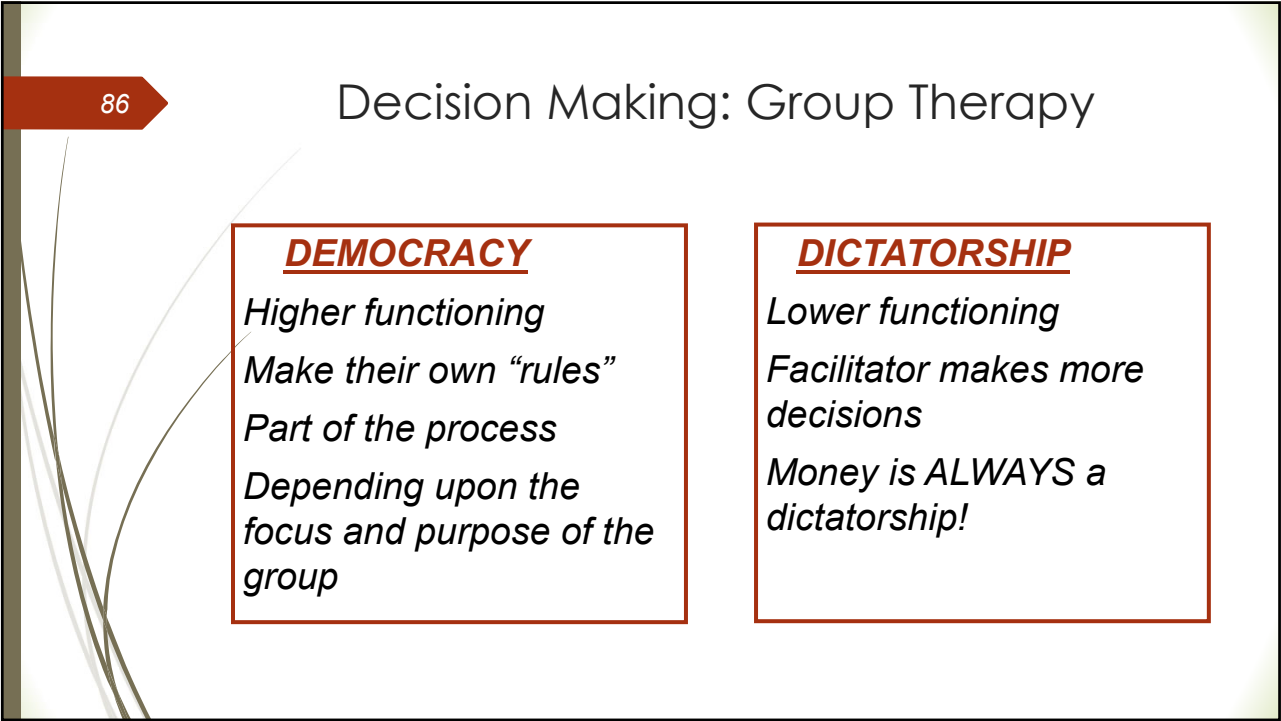 86
Decision Making: Group Therapy
DEMOCRACY
Higher functioning
Make their own “rules”
Part of the process
Depending upon the
focus and purpose of the
group
DICTATORSHIP
Lower functioning
Facilitator makes more
decisions
Money is ALWAYS a
dictatorship!